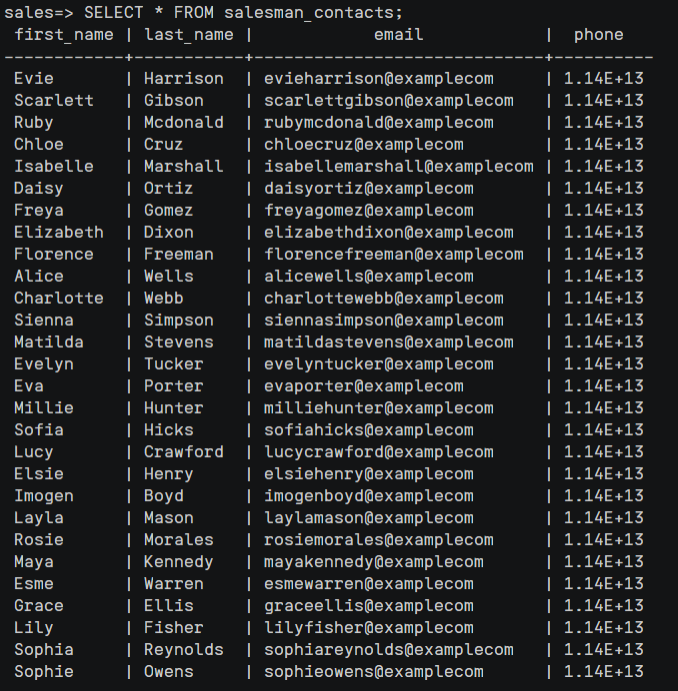 sales=> SELECT * FROM salesman_contacts;
 first_name | last_name |            email            |  phone
------------+-----------+-----------------------------+----------
 Evie       | Harrison  | evieharrison@examplecom     | 1.14E+13
 Scarlett   | Gibson    | scarlettgibson@examplecom   | 1.14E+13
 Ruby       | Mcdonald  | rubymcdonald@examplecom     | 1.14E+13
 Chloe      | Cruz      | chloecruz@examplecom        | 1.14E+13
 Isabelle   | Marshall  | isabellemarshall@examplecom | 1.14E+13
 Daisy      | Ortiz     | daisyortiz@examplecom       | 1.14E+13
 Freya      | Gomez     | freyagomez@examplecom       | 1.14E+13
 Elizabeth  | Dixon     | elizabethdixon@examplecom   | 1.14E+13
 Florence   | Freeman   | florencefreeman@examplecom  | 1.14E+13
 Alice      | Wells     | alicewells@examplecom       | 1.14E+13
 Charlotte  | Webb      | charlottewebb@examplecom    | 1.14E+13
 Sienna     | Simpson   | siennasimpson@examplecom    | 1.14E+13
 Matilda    | Stevens   | matildastevens@examplecom   | 1.14E+13
 Evelyn     | Tucker    | evelyntucker@examplecom     | 1.14E+13
 Eva        | Porter    | evaporter@examplecom        | 1.14E+13
 Millie     | Hunter    | milliehunter@examplecom     | 1.14E+13
 Sofia      | Hicks     | sofiahicks@examplecom       | 1.14E+13
 Lucy       | Crawford  | lucycrawford@examplecom     | 1.14E+13
 Elsie      | Henry     | elsiehenry@examplecom       | 1.14E+13
 Imogen     | Boyd      | imogenboyd@examplecom       | 1.14E+13
 Layla      | Mason     | laylamason@examplecom       | 1.14E+13
 Rosie      | Morales   | rosiemorales@examplecom     | 1.14E+13
 Maya       | Kennedy   | mayakennedy@examplecom      | 1.14E+13
 Esme       | Warren    | esmewarren@examplecom       | 1.14E+13
 Grace      | Ellis     | graceellis@examplecom       | 1.14E+13
 Lily       | Fisher    | lilyfisher@examplecom       | 1.14E+13
 Sophia     | Reynolds  | sophiareynolds@examplecom   | 1.14E+13
 Sophie     | Owens     | sophieowens@examplecom      | 1.14E+13